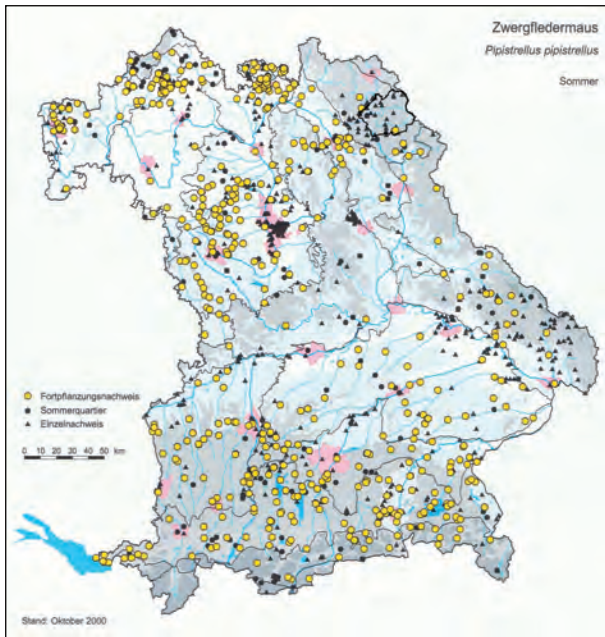 Zwergfledermaus
Pipistrellus pipistrellus
Sommer
Fortpflanzungsnachweis
Sommerquartier
Einzelnachweis
0 10 20 30 40 50 km
Stand: Oktober 2000